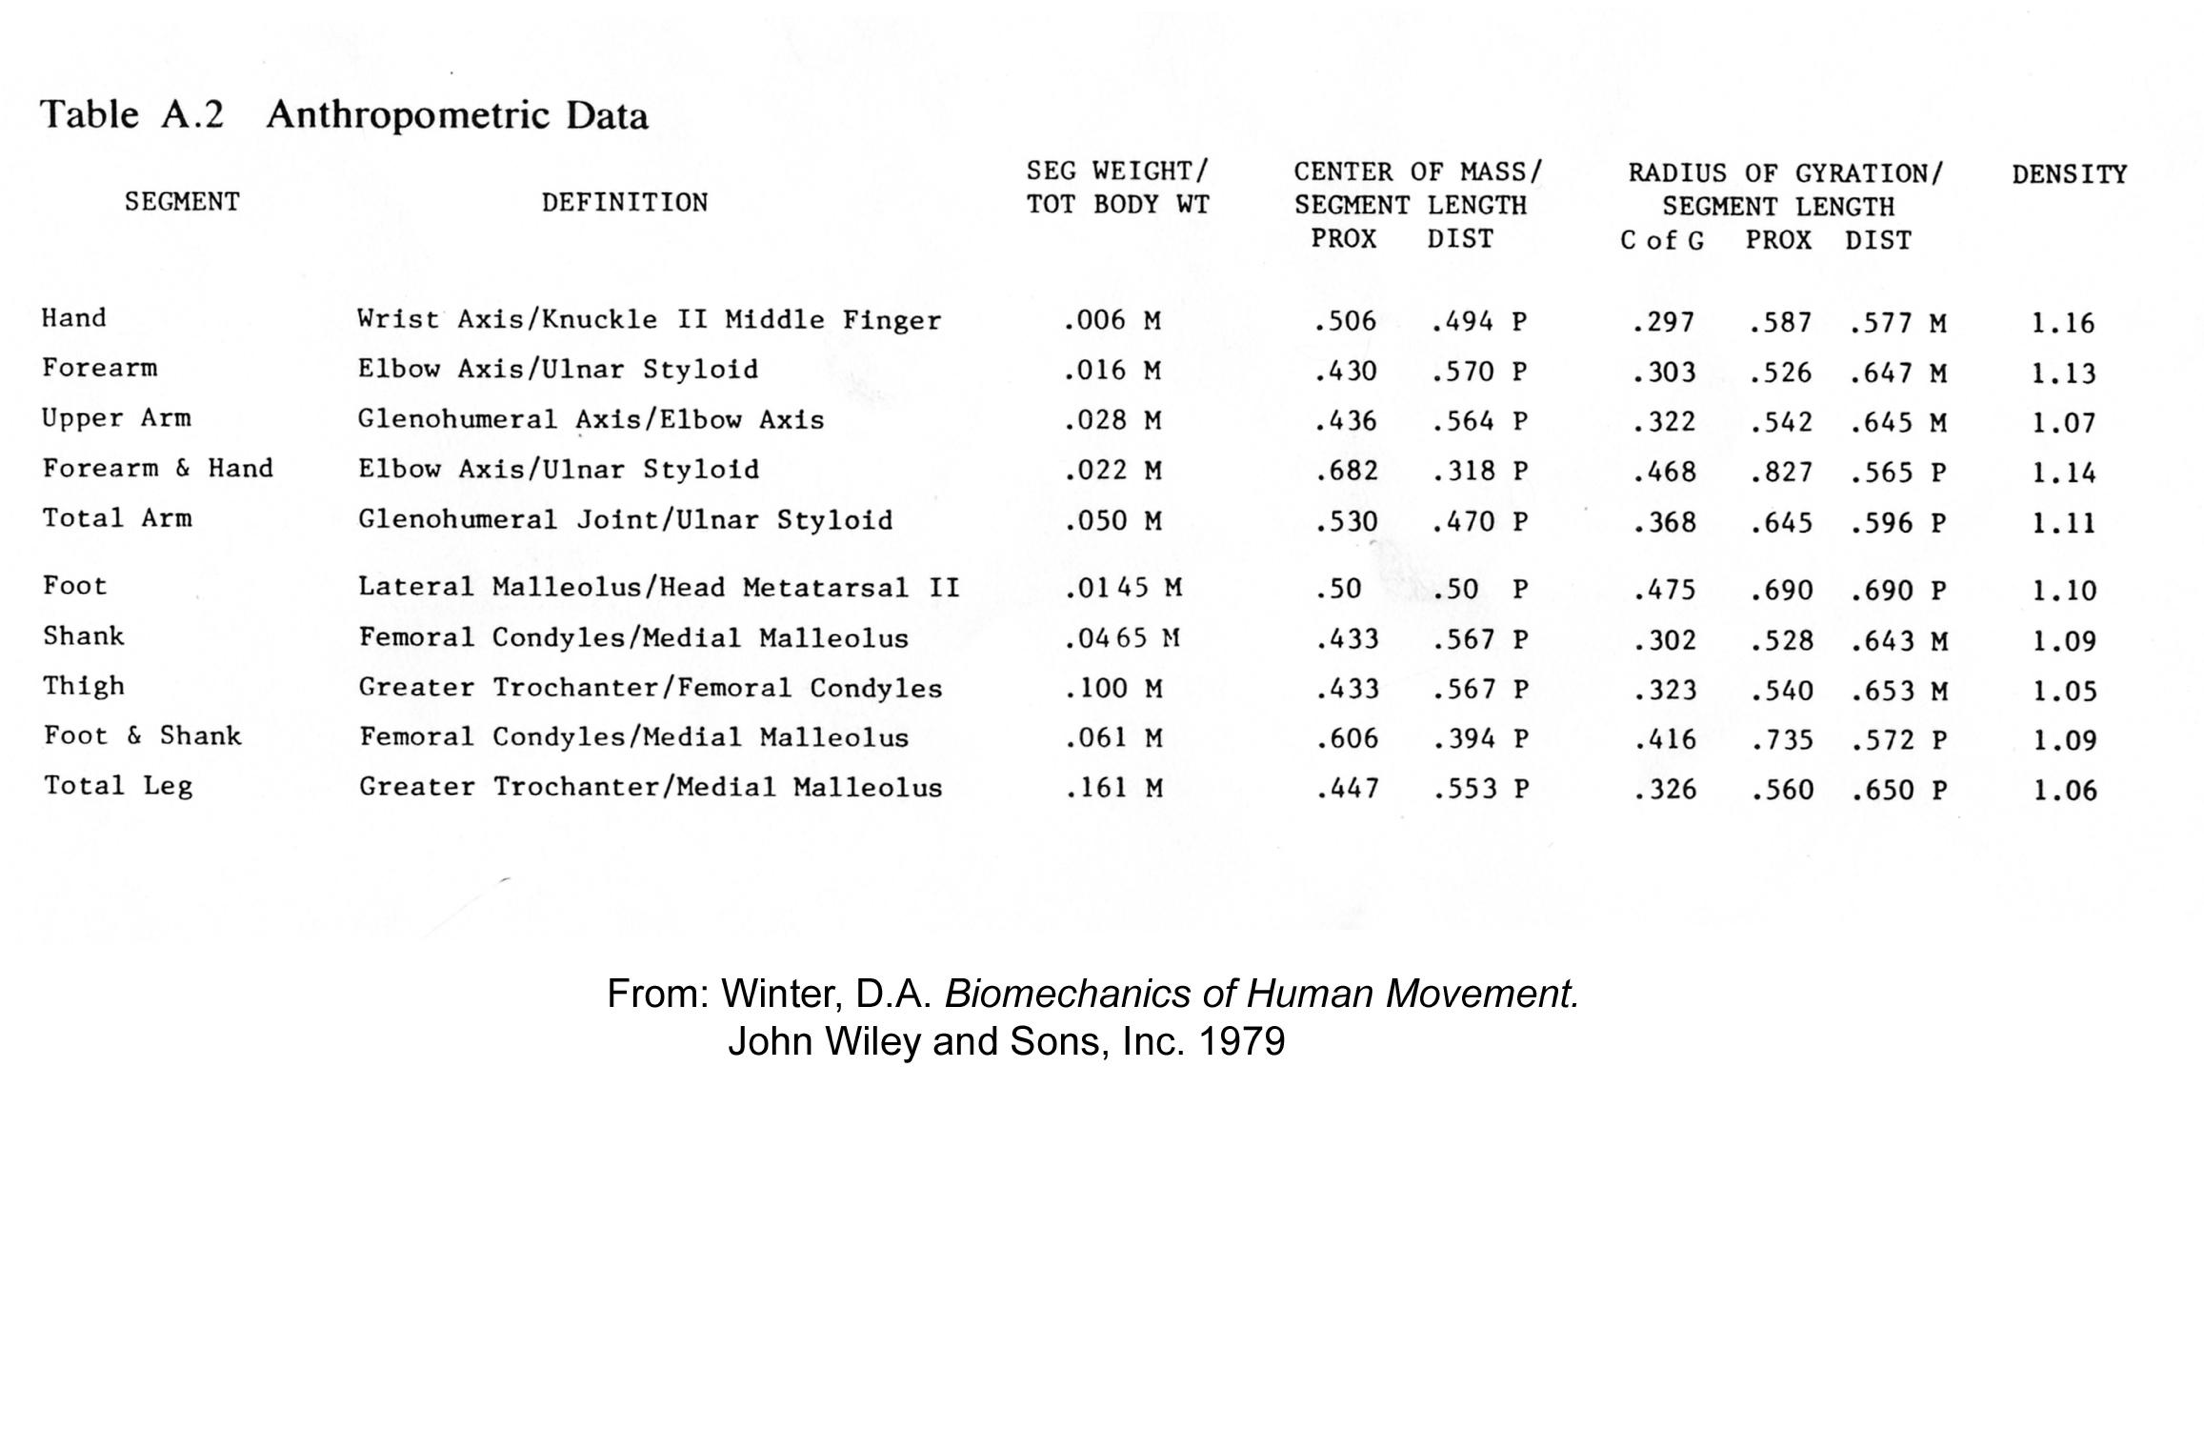 Table A.2 Anthropometric Data
SEGMENT DEFINITION SEG WEIGHT/ TOT BODY WT CENTER OF MASS/ SEGMENT LENGTH RADIUS OF GYRATION/ SEGMENT LENGTH DENSITY
PROX DIST C of G PROX DIST
Hand Wrist Axis/Knuckle II Middle Finger .006 M .506 .494 P .297 .587 .577 M 1.16
Forearm Elbow Axis/Ulnar Styloid .016 M .430 .570 P .303 .526 .647 M 1.13
Upper Arm Glenohumeral Axis/Elbow Axis .028 M .436 .564 P .322 .542 .645 M 1.07
Forearm & Hand Elbow Axis/Ulnar Styloid .022 M .682 .318 P .468 .827 .565 P 1.14
Total Arm Glenohumeral Joint/Ulnar Styloid .050 M .530 .470 P .368 .645 .596 P 1.11
Foot Lateral Malleolus/Head Metatarsal II .0145 M .50 .50 P .475 .690 .690 P 1.10
Shank Femoral Condyles/Medial Malleolus .0465 M .433 .567 P .302 .528 .643 M 1.09
Thigh Greater Trochanter/Femoral Condyles .100 M .433 .567 P .323 .540 .653 M 1.05
Foot & Shank Femoral Condyles/Medial Malleolus .061 M .606 .394 P .416 .735 .572 P 1.09
Total Leg Greater Trochanter/Medial Malleolus .161 M .447 .553 P .326 .560 .650 P 1.06
From: Winter, D.A. Biomechanics of Human Movement.
John Wiley and Sons, Inc. 1979